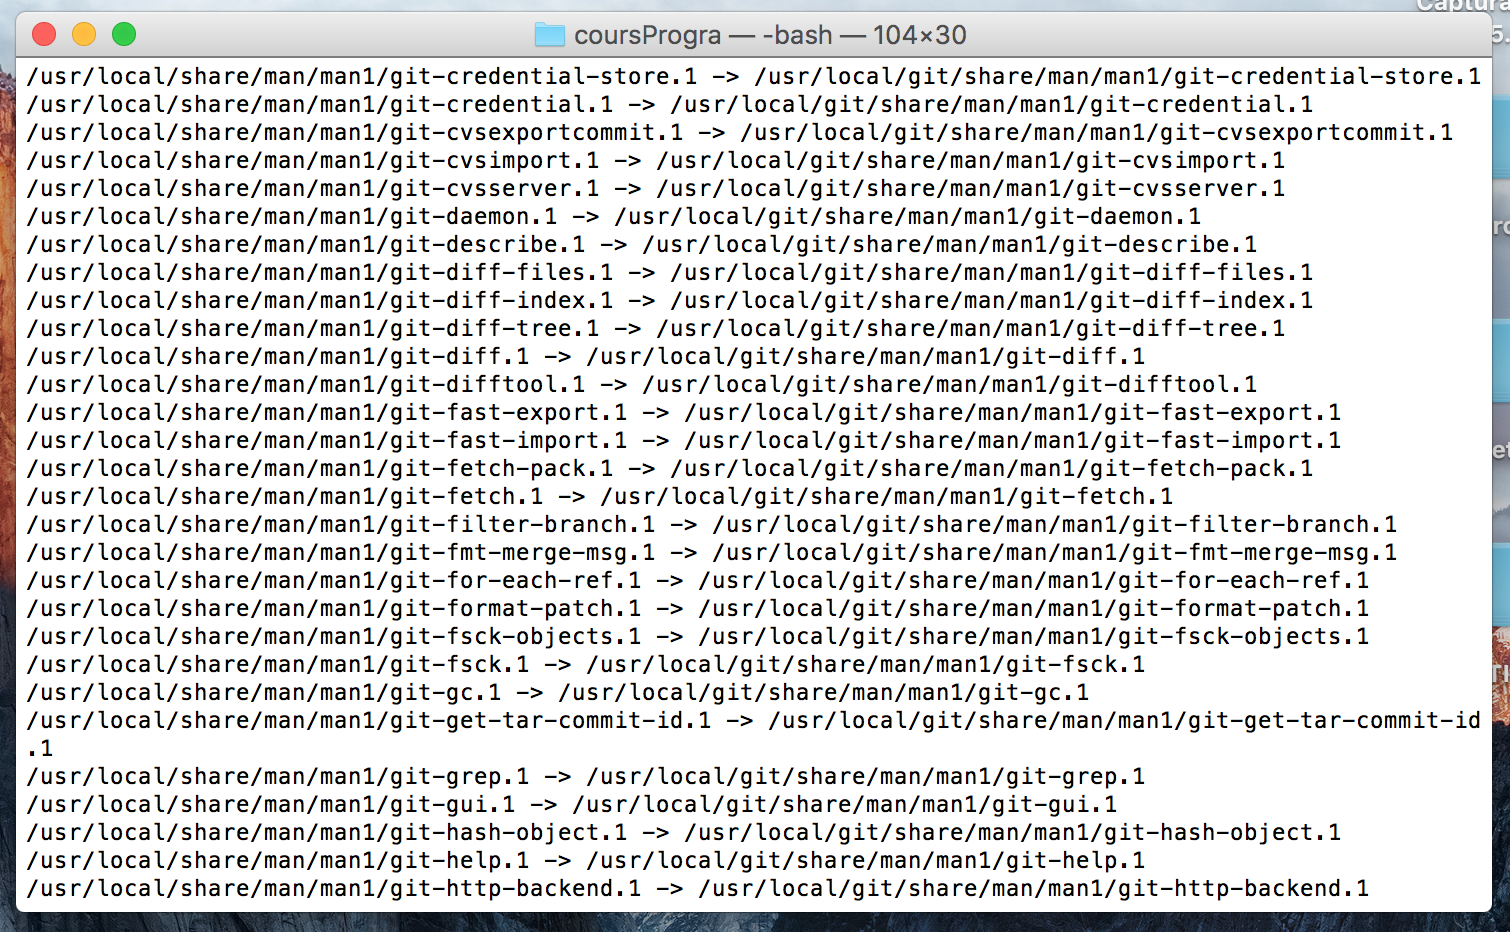 Captura
5.
coursProgra — -bash — 104×30
/usr/local/share/man/man1/git-credential-store.1 -> /usr/local/git/share/man/man1/git-credential-store.1
/usr/local/share/man/man1/git-credential.1 -> /usr/local/git/share/man/man1/git-credential.1
/usr/local/share/man/man1/git-cvsexportcommit.1 -> /usr/local/git/share/man/man1/git-cvsexportcommit.1
/usr/local/share/man/man1/git-cvsimport.1 -> /usr/local/git/share/man/man1/git-cvsimport.1
/usr/local/share/man/man1/git-cvsserver.1 -> /usr/local/git/share/man/man1/git-cvsserver.1
/usr/local/share/man/man1/git-daemon.1 -> /usr/local/git/share/man/man1/git-daemon.1
/usr/local/share/man/man1/git-describe.1 -> /usr/local/git/share/man/man1/git-describe.1
/usr/local/share/man/man1/git-diff-files.1 -> /usr/local/git/share/man/man1/git-diff-files.1
/usr/local/share/man/man1/git-diff-index.1 -> /usr/local/git/share/man/man1/git-diff-index.1
/usr/local/share/man/man1/git-diff-tree.1 -> /usr/local/git/share/man/man1/git-diff-tree.1
/usr/local/share/man/man1/git-diff.1 -> /usr/local/git/share/man/man1/git-diff.1
/usr/local/share/man/man1/git-difftool.1 -> /usr/local/git/share/man/man1/git-difftool.1
/usr/local/share/man/man1/git-fast-export.1 -> /usr/local/git/share/man/man1/git-fast-export.1
/usr/local/share/man/man1/git-fast-import.1 -> /usr/local/git/share/man/man1/git-fast-import.1
/usr/local/share/man/man1/git-fetch-pack.1 -> /usr/local/git/share/man/man1/git-fetch-pack.1
/usr/local/share/man/man1/git-fetch.1 -> /usr/local/git/share/man/man1/git-fetch.1
/usr/local/share/man/man1/git-filter-branch.1 -> /usr/local/git/share/man/man1/git-filter-branch.1
/usr/local/share/man/man1/git-fmt-merge-msg.1 -> /usr/local/git/share/man/man1/git-fmt-merge-msg.1
/usr/local/share/man/man1/git-for-each-ref.1 -> /usr/local/git/share/man/man1/git-for-each-ref.1
/usr/local/share/man/man1/git-format-patch.1 -> /usr/local/git/share/man/man1/git-format-patch.1
/usr/local/share/man/man1/git-fsck-objects.1 -> /usr/local/git/share/man/man1/git-fsck-objects.1
/usr/local/share/man/man1/git-fsck.1 -> /usr/local/git/share/man/man1/git-fsck.1
/usr/local/share/man/man1/git-gc.1 -> /usr/local/git/share/man/man1/git-gc.1
/usr/local/share/man/man1/git-get-tar-commit-id.1 -> /usr/local/git/share/man/man1/git-get-tar-commit-id
.1
/usr/local/share/man/man1/git-grep.1 -> /usr/local/git/share/man/man1/git-grep.1
/usr/local/share/man/man1/git-gui.1 -> /usr/local/git/share/man/man1/git-gui.1
/usr/local/share/man/man1/git-hash-object.1 -> /usr/local/git/share/man/man1/git-hash-object.1
/usr/local/share/man/man1/git-help.1 -> /usr/local/git/share/man/man1/git-help.1
/usr/local/share/man/man1/git-http-backend.1 -> /usr/local/git/share/man/man1/git-http-backend.1